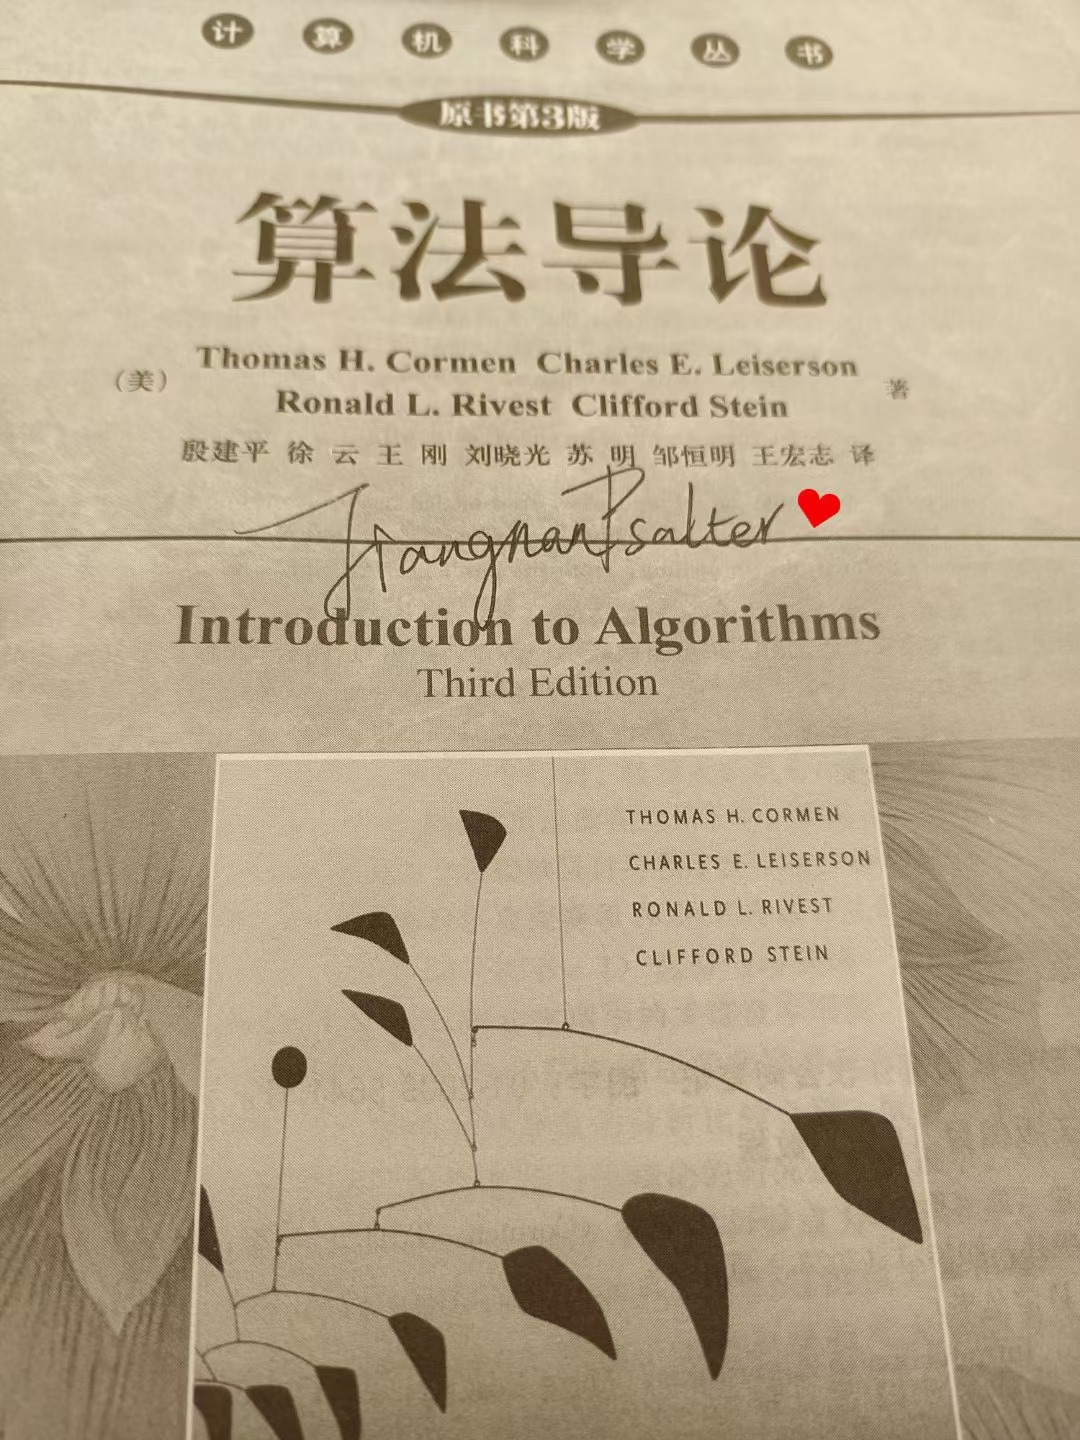 计算机科学丛书
原书第3版
算法导论
(美) Thomas H. Cormen Charles E. Leiserson
Ronald L. Rivest Clifford Stein 著
殷建平 徐 云 王 刚 刘晓光 苏 明 邹恒明 王宏志 译
JiangnanPsalter
Introduction to Algorithms
Third Edition
THOMAS H. CORMEN
CHARLES E. LEISERSON
RONALD L. RIVEST
CLIFFORD STEIN